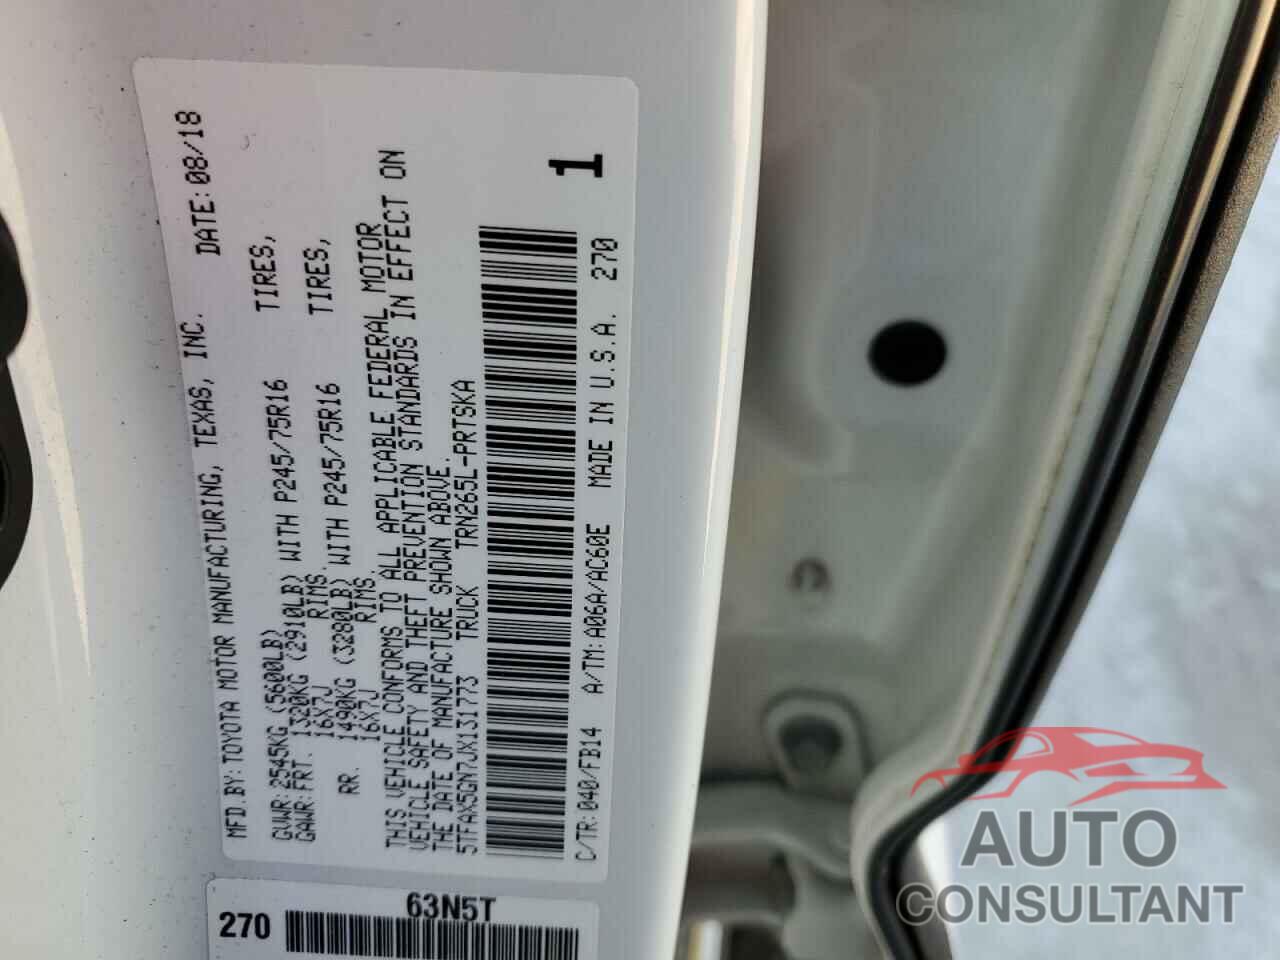 MFD.BY:TOYOTA MOTOR MANUFACTURING, TEXAS, INC. DATE:08/18
GVWR:2545KG (5600LB)
GAWR:FRT. 1320KG (2910LB) WITH P245/75R16 TIRES,
16X7J RIMS.
RR. 1490KG (3280LB) WITH P245/75R16 TIRES,
16X7J RIMS.
THIS VEHICLE CONFORMS TO ALL APPLICABLE FEDERAL MOTOR
VEHICLE SAFETY AND THEFT PREVENTION STANDARDS IN EFFECT ON
THE DATE OF MANUFACTURE SHOWN ABOVE.
5TFAX5GN7JX131773 TRUCK TRN265L-PRTSKA
1
C/TR:040/FB14 A/TM:A06A/AC60E MADE IN U.S.A. 270
63N5T
270
AUTO
CONSULTANT